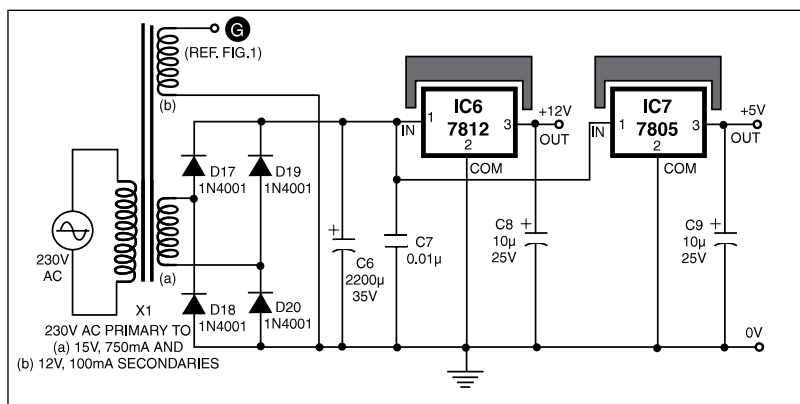 G
(REF. FIG.1)
(b)
IC6
7812
1
3
2
IN
+12V
OUT
COM
IC7
7805
1
3
2
IN
+5V
OUT
COM
D17
1N4001
D19
1N4001
230V
AC
(a)
X1
D18
1N4001
D20
1N4001
+
C6
2200µ
35V
C7
0.01µ
C8
10µ
25V
+
C9
10µ
25V
+
0V
230V AC PRIMARY TO
(a) 15V, 750mA AND
(b) 12V, 100mA SECONDARIES